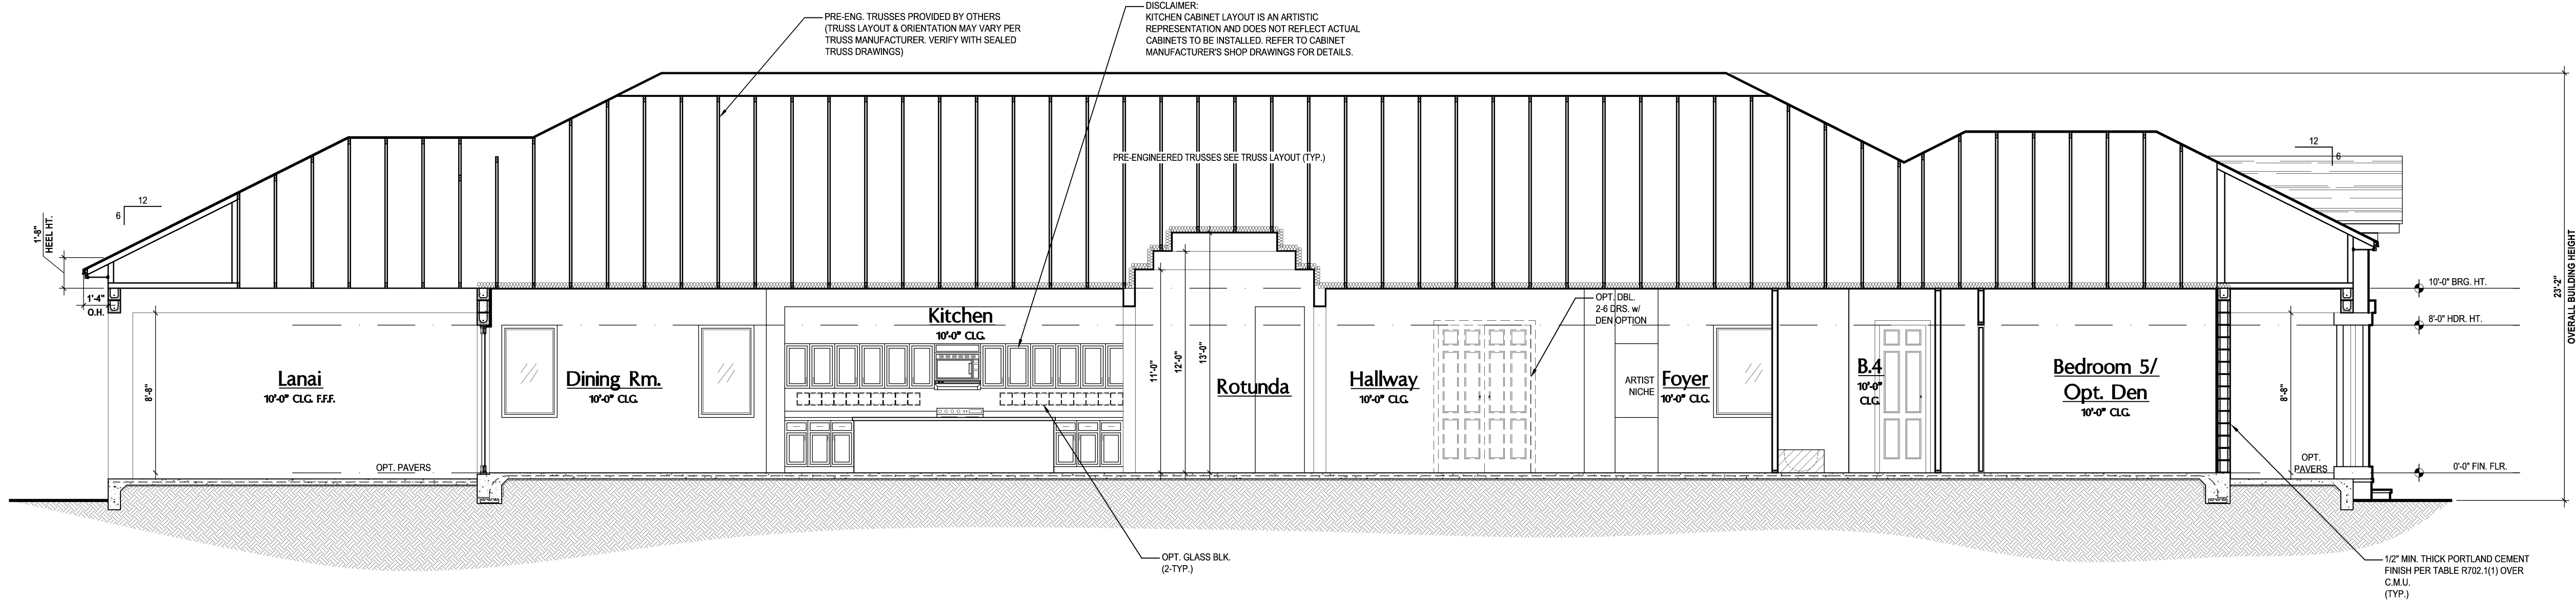 PRE-ENG. TRUSSES PROVIDED BY OTHERS
(TRUSS LAYOUT & ORIENTATION MAY VARY PER
TRUSS MANUFACTURER. VERIFY WITH SEALED
TRUSS DRAWINGS)
DISCLAIMER:
KITCHEN CABINET LAYOUT IS AN ARTISTIC
REPRESENTATION AND DOES NOT REFLECT ACTUAL
CABINETS TO BE INSTALLED. REFER TO CABINET
MANUFACTURER'S SHOP DRAWINGS FOR DETAILS.
PRE-ENGINEERED TRUSSES SEE TRUSS LAYOUT (TYP.)
12
6
12
6
1'-8"
HEEL HT.
1'-4"
O.H.
8'-8"
Lanai
10'-0" CLG. F.F.F.
OPT. PAVERS
Dining Rm.
10'-0" CLG.
Kitchen
10'-0" CLG.
11'-0"
12'-0"
13'-0"
Rotunda
Hallway
10'-0" CLG.
OPT. DBL.
2-6 DRS. w/
DEN OPTION
ARTIST
NICHE
Foyer
10'-0" CLG.
B.4
10'-0"
CLG.
Bedroom 5/
Opt. Den
10'-0" CLG.
8'-8"
OPT.
PAVERS
10'-0" BRG. HT.
8'-0" HDR. HT.
0'-0" FIN. FLR.
23'-2"
OVERALL BUILDING HEIGHT
OPT. GLASS BLK.
(2-TYP.)
1/2" MIN. THICK PORTLAND CEMENT
FINISH PER TABLE R702.1(1) OVER
C.M.U.
(TYP.)